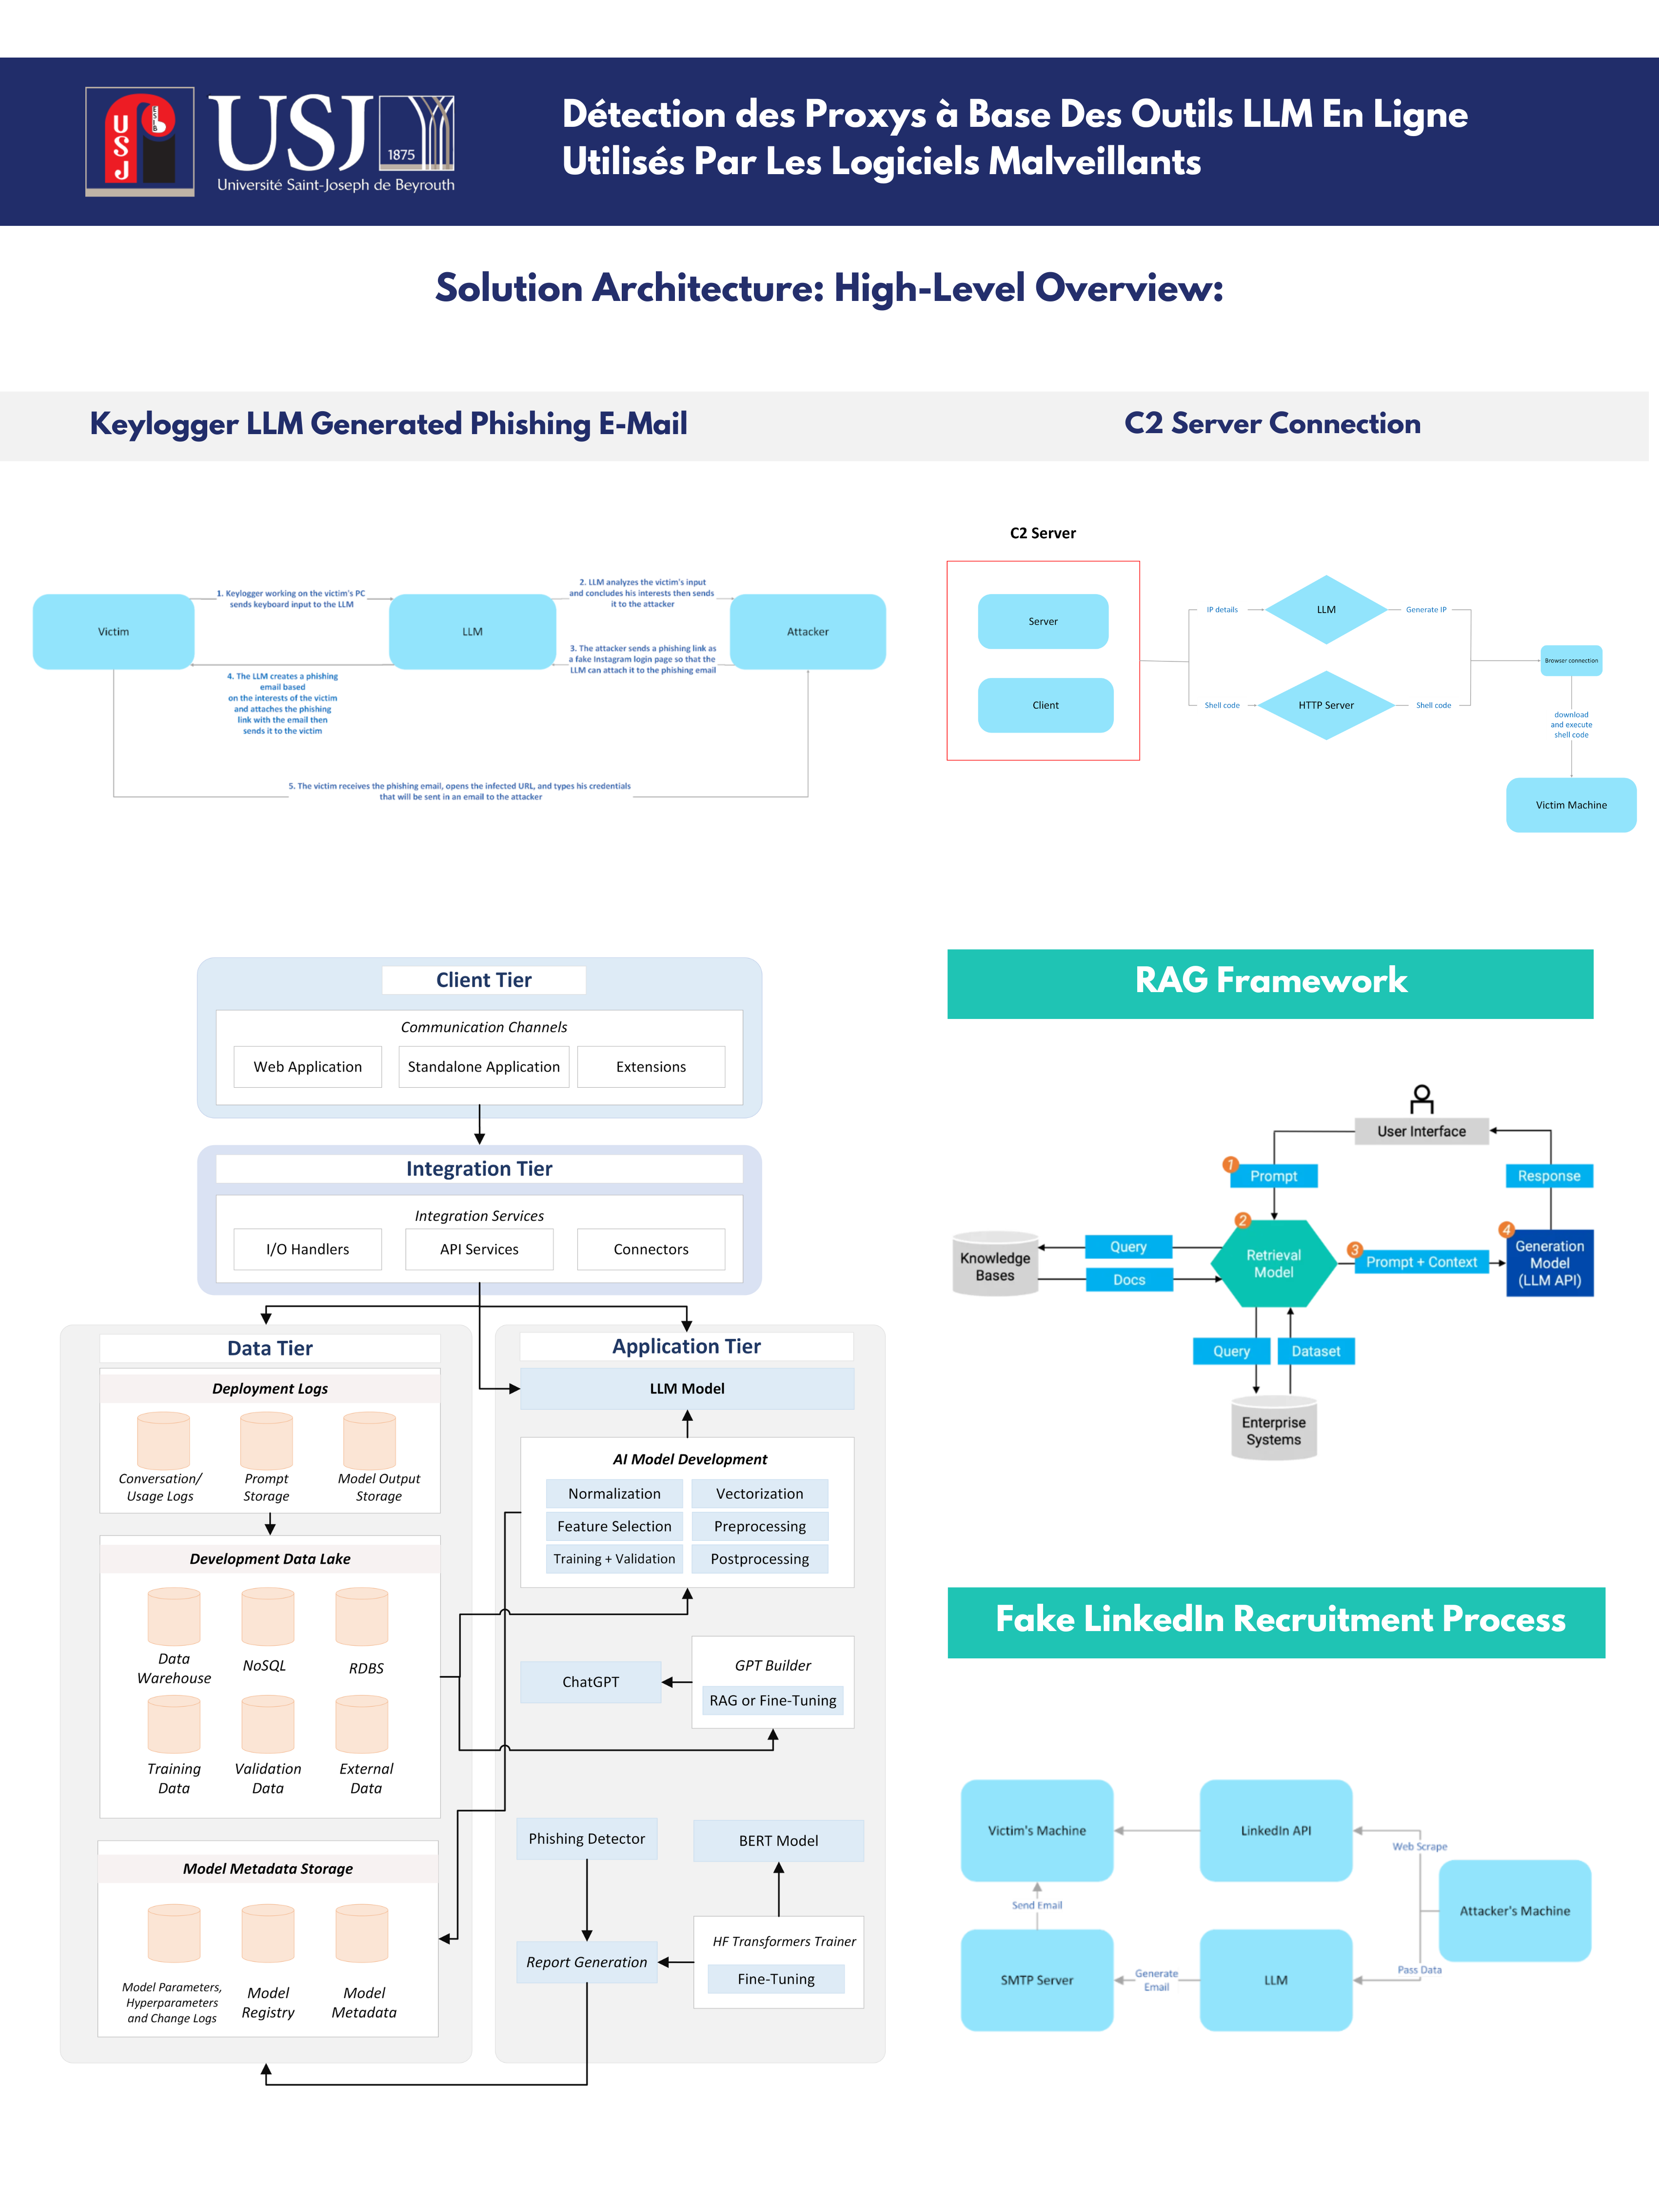 USJ
ESIB
USJ
1875
Université Saint-Joseph de Beyrouth
Détection des Proxys à Base Des Outils LLM En Ligne
Utilisés Par Les Logiciels Malveillants
Solution Architecture: High-Level Overview:
Keylogger LLM Generated Phishing E-Mail
Victim
1. Keylogger working on the victim's PC
sends keyboard input to the LLM
LLM
2. LLM analyzes the victim's input
and concludes his interests then sends
it to the attacker
Attacker
3. The attacker sends a phishing link as
a fake Instagram login page so that the
LLM can attach it to the phishing email
4. The LLM creates a phishing
email based
on the interests of the victim
and attaches the phishing
link with the email then
sends it to the victim
5. The victim receives the phishing email, opens the infected URL, and types his credentials
that will be sent in an email to the attacker
C2 Server Connection
C2 Server
Server
Client
IP details
LLM
Generate IP
Shell code
HTTP Server
Shell code
Browser connection
download
and execute
shell code
Victim Machine
Client Tier
Communication Channels
Web Application
Standalone Application
Extensions
Integration Tier
Integration Services
I/O Handlers
API Services
Connectors
Data Tier
Deployment Logs
Conversation/
Usage Logs
Prompt
Storage
Model Output
Storage
Development Data Lake
Data
Warehouse
NoSQL
RDBS
Training
Data
Validation
Data
External
Data
Model Metadata Storage
Model Parameters,
Hyperparameters
and Change Logs
Model
Registry
Model
Metadata
Application Tier
LLM Model
AI Model Development
Normalization
Vectorization
Feature Selection
Preprocessing
Training + Validation
Postprocessing
ChatGPT
GPT Builder
RAG or Fine-Tuning
Phishing Detector
BERT Model
Report Generation
HF Transformers Trainer
Fine-Tuning
RAG Framework
User Interface
1
Prompt
Response
2
Retrieval
Model
Knowledge
Bases
Query
Docs
3
Prompt + Context
4
Generation
Model
(LLM API)
Query
Dataset
Enterprise
Systems
Fake LinkedIn Recruitment Process
Victim's Machine
LinkedIn API
Web Scrape
Attacker's Machine
Send Email
SMTP Server
Generate
Email
LLM
Pass Data